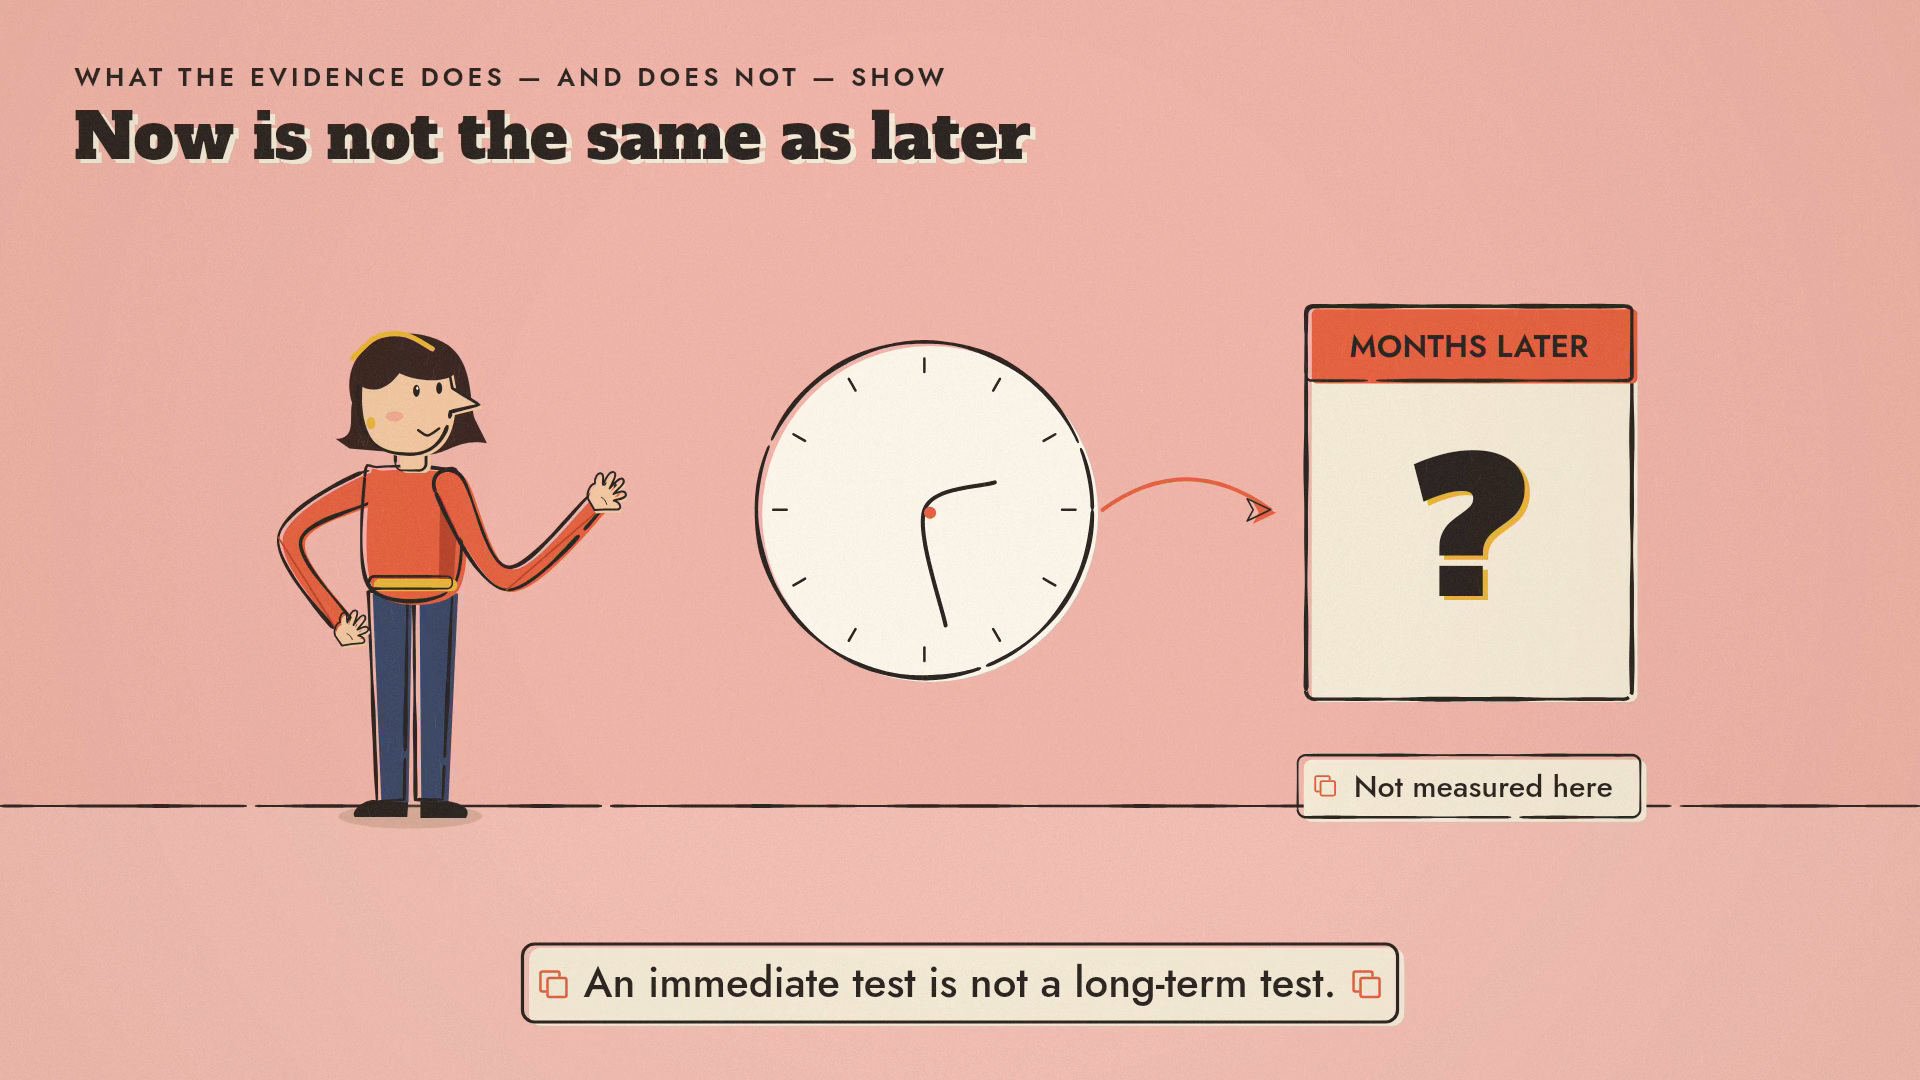 WHAT THE EVIDENCE DOES — AND DOES NOT — SHOW
Now is not the same as later
MONTHS LATER
?
Not measured here
An immediate test is not a long-term test.